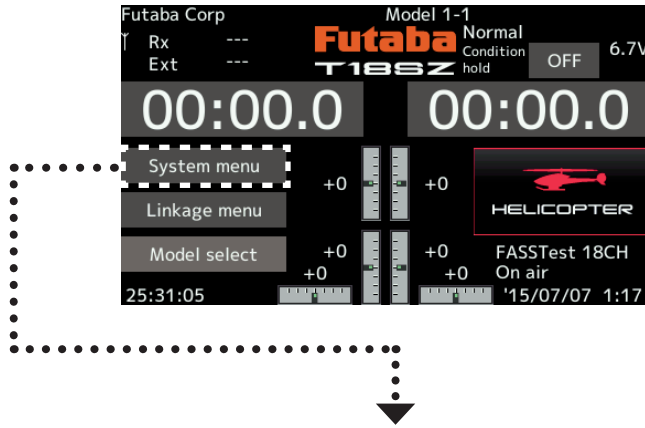 Futaba Corp
Model 1-1
Rx ---
Ext ---
Futaba
T18SZ
Normal
Condition hold
OFF
6.7V
00:00.0
00:00.0
System menu
Linkage menu
Model select
+0
+0
+0
+0
+0
+0
HELICOPTER
FASSTest 18CH
On air
25:31:05
'15/07/07 1:17